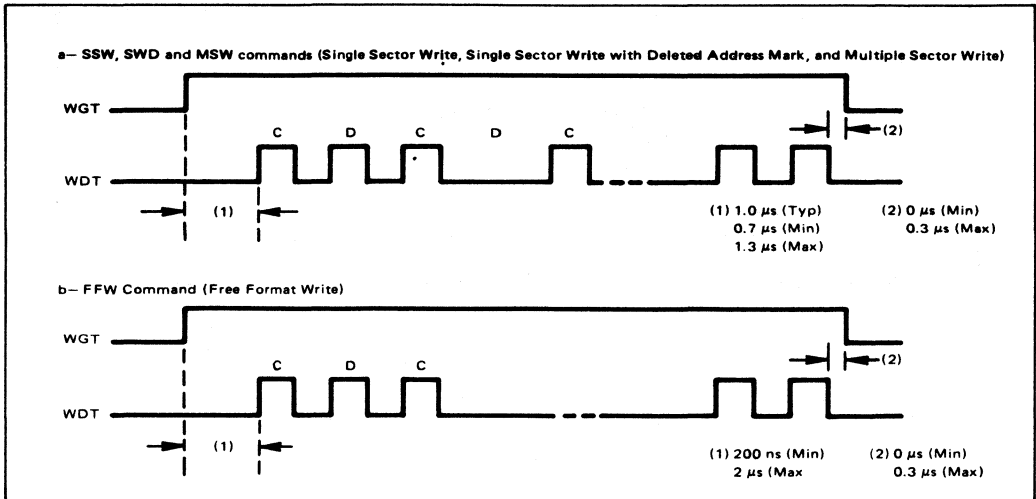 a— SSW, SWD and MSW commands (Single Sector Write, Single Sector Write with Deleted Address Mark, and Multiple Sector Write)
WGT
(2)
C D C D C
WDT
(1)
(1) 1.0 μs (Typ) (2) 0 μs (Min)
0.7 μs (Min) 0.3 μs (Max)
1.3 μs (Max)
b— FFW Command (Free Format Write)
WGT
(2)
C D C
WDT
(1)
(1) 200 ns (Min) (2) 0 μs (Min)
2 μs (Max 0.3 μs (Max)